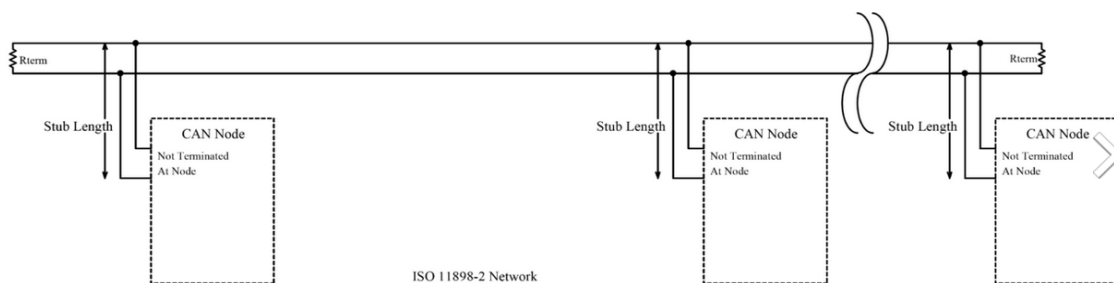 Rterm
Rterm
Stub Length
CAN Node
Not Terminated
At Node
Stub Length
CAN Node
Not Terminated
At Node
Stub Length
CAN Node
Not Terminated
At Node
ISO 11898-2 Network